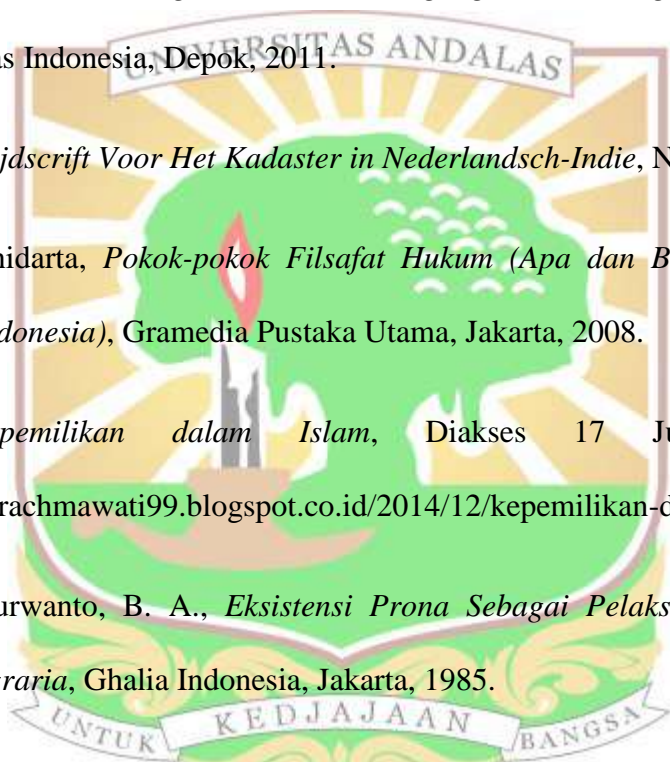 as Indonesia, Depok, 2011.
UNIVERSITAS ANDALAS
ijdscrift Voor Het Kadaster in Nederlandsch-Indie, N
hidarta, Pokok-pokok Filsafat Hukum (Apa dan B
donesia), Gramedia Pustaka Utama, Jakarta, 2008.
pemilikan dalam Islam, Diakses 17 Ju
rachmawati99.blogspot.co.id/2014/12/kepemilikan-d
urwanto, B. A., Eksistensi Prona Sebagai Pelaks
raria, Ghalia Indonesia, Jakarta, 1985.
UNTUK KEDJAJAAN BANGSA